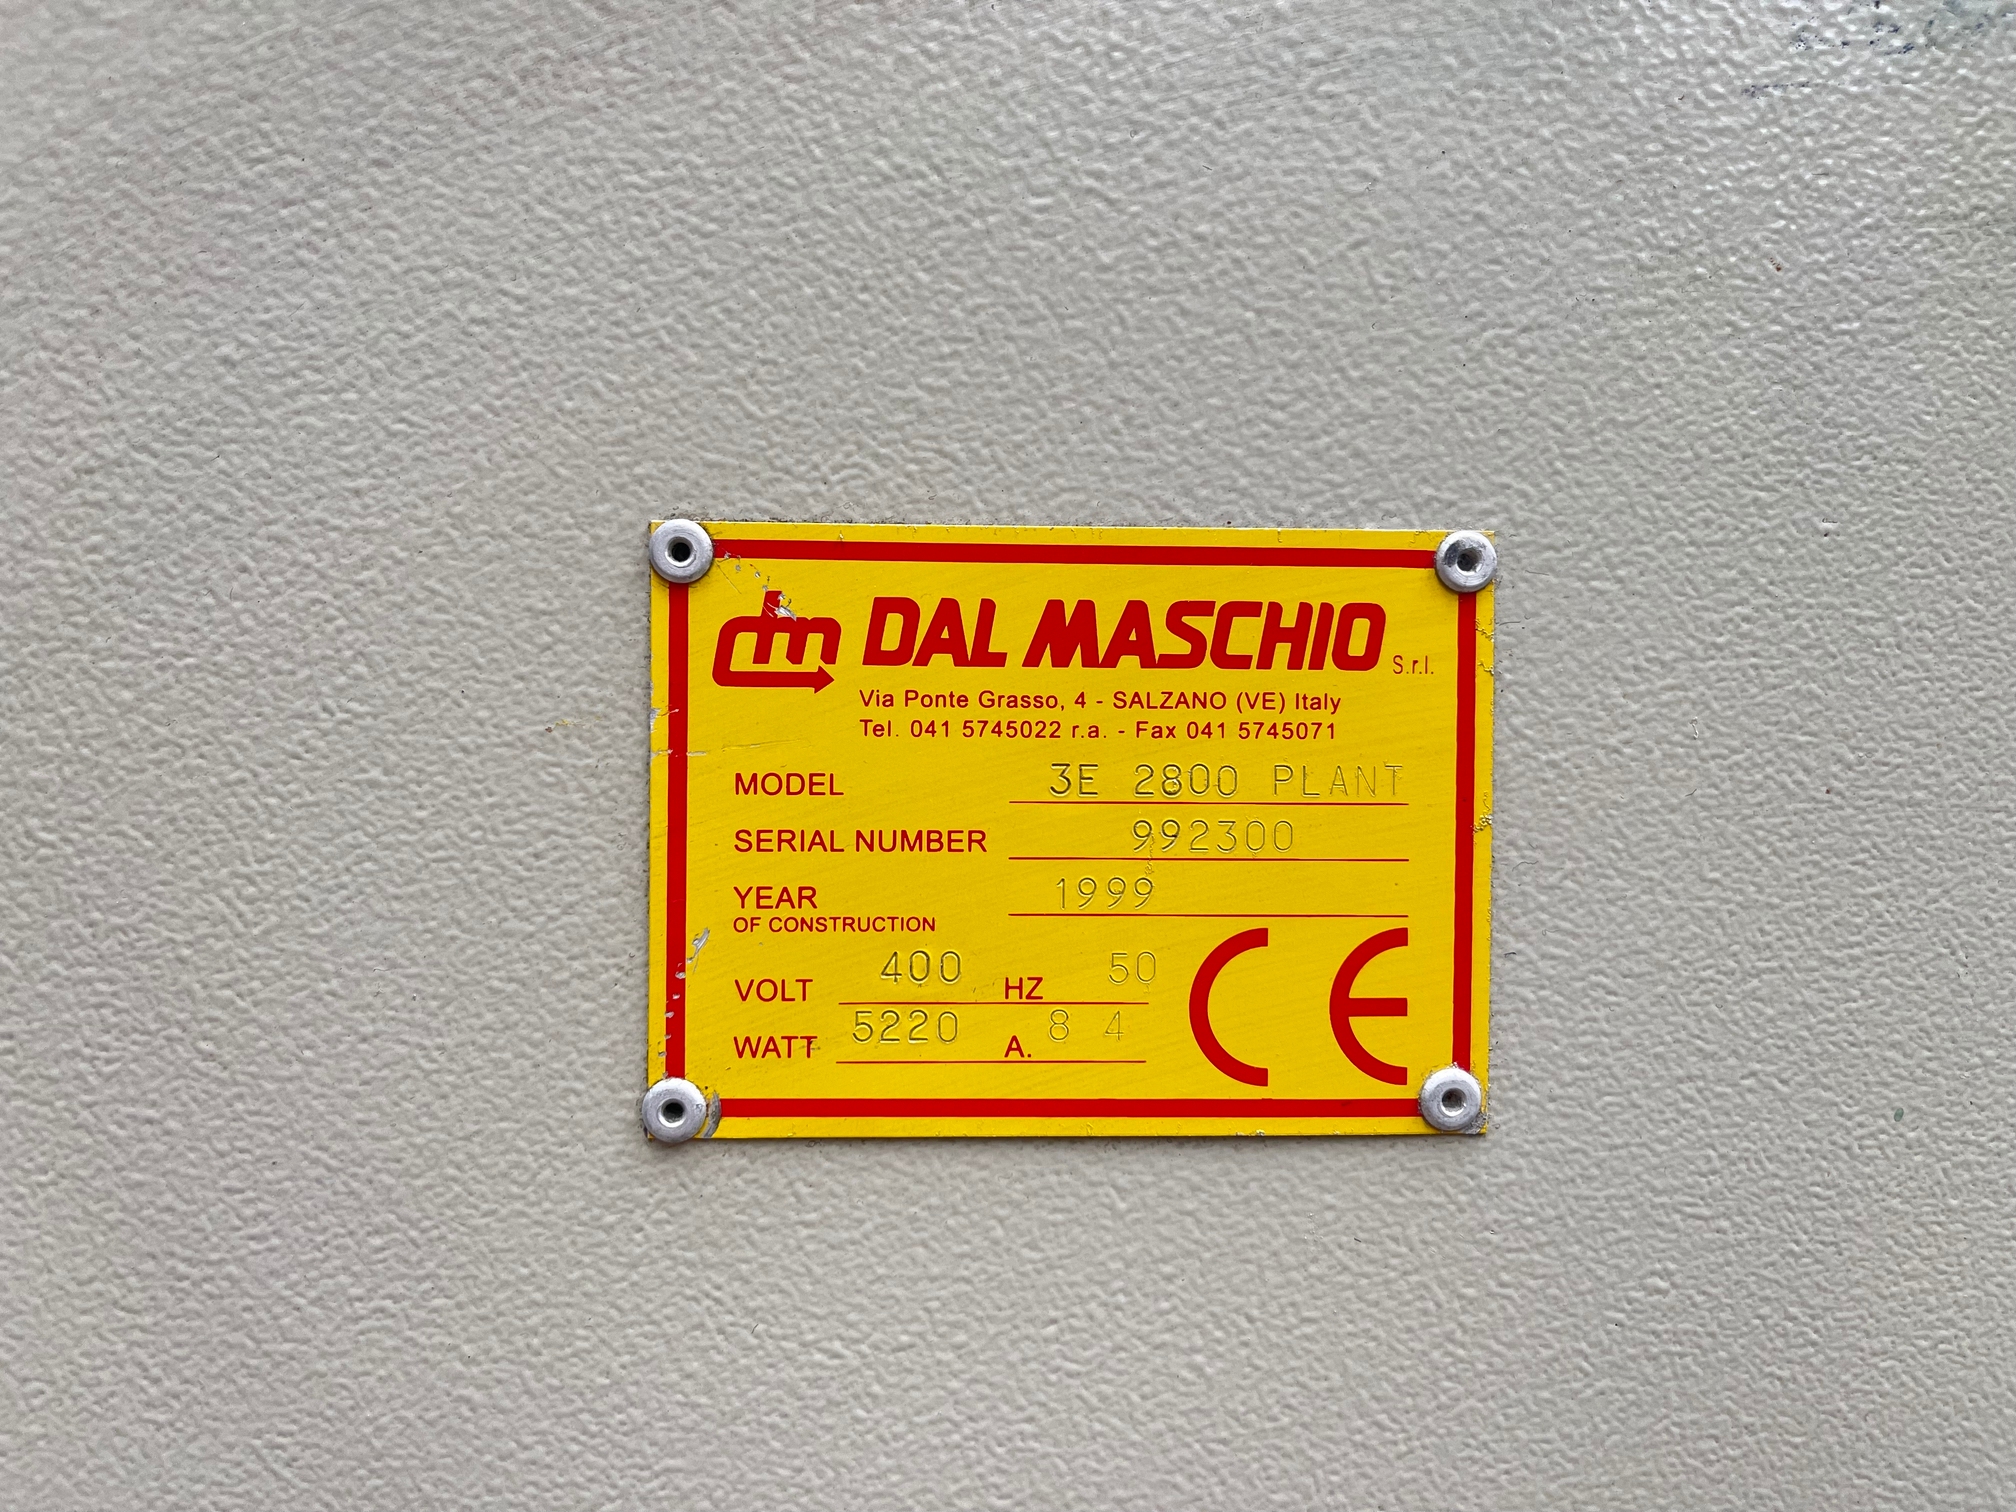 dm DAL MASCHIO S.r.l.
Via Ponte Grasso, 4 - SALZANO (VE) Italy
Tel. 041 5745022 r.a. - Fax 041 5745071
MODEL 3E 2800 PLANT
SERIAL NUMBER 992300
YEAR 1999
OF CONSTRUCTION
VOLT 400 HZ 50
WATT 5220 A. 8 4
CE